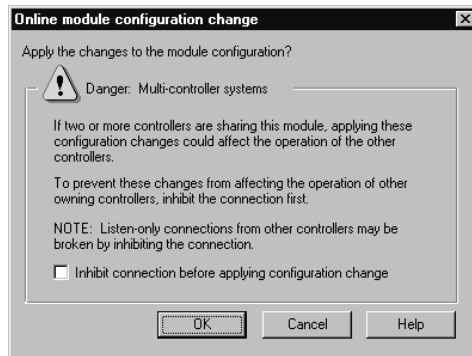 Online module configuration change
Apply the changes to the module configuration?
Danger: Multi-controller systems
If two or more controllers are sharing this module, applying these
configuration changes could affect the operation of the other
controllers.
To prevent these changes from affecting the operation of other
owning controllers, inhibit the connection first.
NOTE: Listen-only connections from other controllers may be
broken by inhibiting the connection.
Inhibit connection before applying configuration change
OK Cancel Help